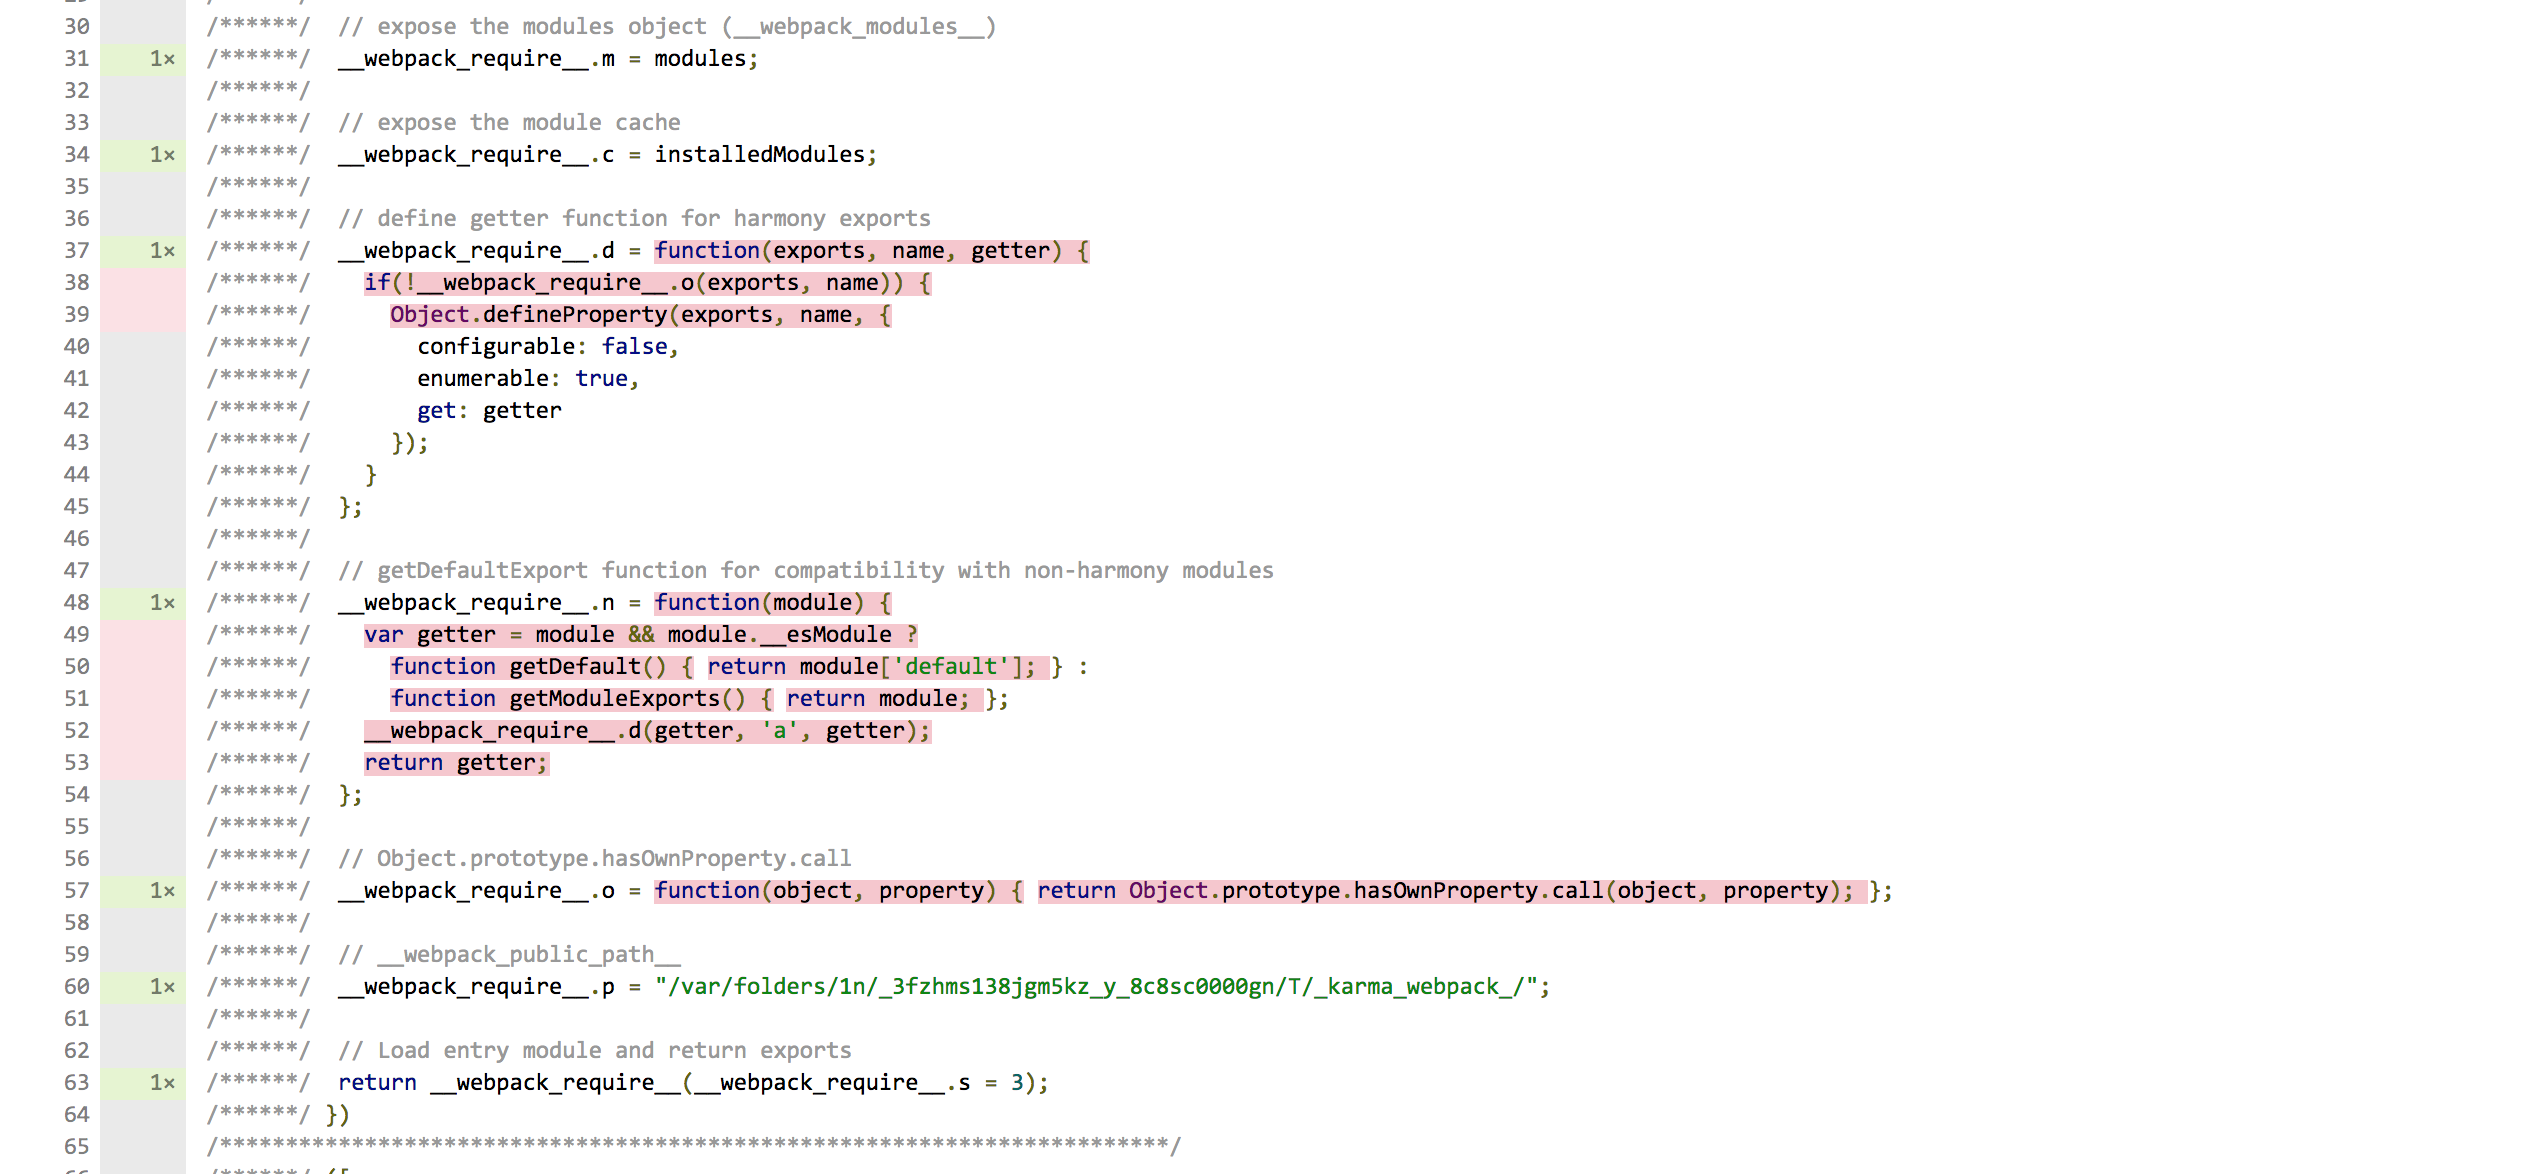 30 /******/ // expose the modules object (__webpack_modules__)
31 1× /******/ __webpack_require__.m = modules;
32 /******/
33 /******/ // expose the module cache
34 1× /******/ __webpack_require__.c = installedModules;
35 /******/
36 /******/ // define getter function for harmony exports
37 1× /******/ __webpack_require__.d = function(exports, name, getter) {
38 /******/ if(!__webpack_require__.o(exports, name)) {
39 /******/ Object.defineProperty(exports, name, {
40 /******/ configurable: false,
41 /******/ enumerable: true,
42 /******/ get: getter
43 /******/ });
44 /******/ }
45 /******/ };
46 /******/
47 /******/ // getDefaultExport function for compatibility with non-harmony modules
48 1× /******/ __webpack_require__.n = function(module) {
49 /******/ var getter = module && module.__esModule ?
50 /******/ function getDefault() { return module['default']; } :
51 /******/ function getModuleExports() { return module; };
52 /******/ __webpack_require__.d(getter, 'a', getter);
53 /******/ return getter;
54 /******/ };
55 /******/
56 /******/ // Object.prototype.hasOwnProperty.call
57 1× /******/ __webpack_require__.o = function(object, property) { return Object.prototype.hasOwnProperty.call(object, property); };
58 /******/
59 /******/ // __webpack_public_path__
60 1× /******/ __webpack_require__.p = "/var/folders/1n/_3fzhms138jgm5kz_y_8c8sc0000gn/T/_karma_webpack_/";
61 /******/
62 /******/ // Load entry module and return exports
63 1× /******/ return __webpack_require__(__webpack_require__.s = 3);
64 /******/ })
65 /************************************************************************/